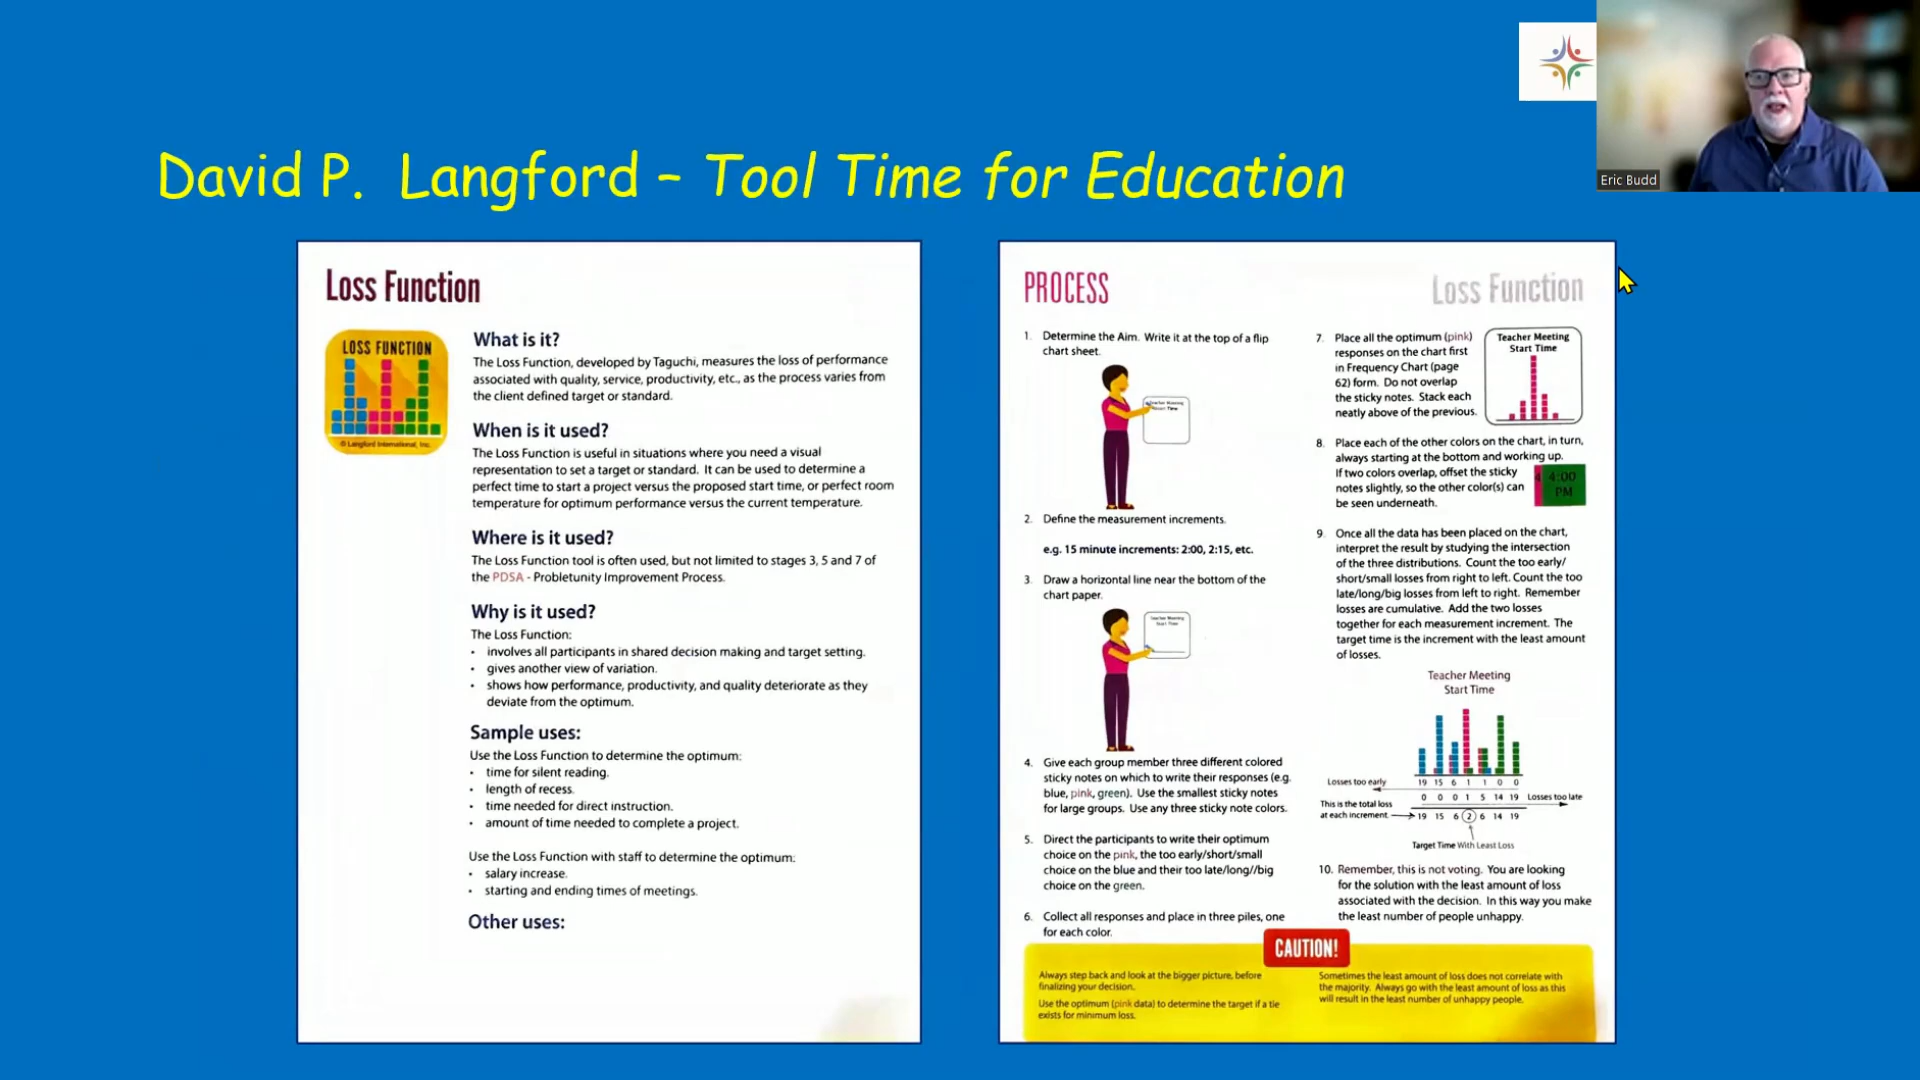 David P. Langford – Tool Time for Education
Eric Budd
Loss Function
LOSS FUNCTION
© Langford International, Inc.
What is it?
The Loss Function, developed by Taguchi, measures the loss of performance
associated with quality, service, productivity, etc., as the process varies from
the client defined target or standard.
When is it used?
The Loss Function is useful in situations where you need a visual
representation to set a target or standard. It can be used to determine a
perfect time to start a project versus the proposed start time, or perfect room
temperature for optimum performance versus the current temperature.
Where is it used?
The Loss Function tool is often used, but not limited to stages 3, 5 and 7 of
the PDSA - Probletunity Improvement Process.
Why is it used?
The Loss Function:
• involves all participants in shared decision making and target setting.
• gives another view of variation.
• shows how performance, productivity, and quality deteriorate as they
deviate from the optimum.
Sample uses:
Use the Loss Function to determine the optimum:
• time for silent reading.
• length of recess.
• time needed for direct instruction.
• amount of time needed to complete a project.
Use the Loss Function with staff to determine the optimum:
• salary increase.
• starting and ending times of meetings.
Other uses:
PROCESS
Loss Function
1. Determine the Aim. Write it at the top of a flip
chart sheet.
Teacher Meeting
Start Time
2. Define the measurement increments.
e.g. 15 minute increments: 2:00, 2:15, etc.
3. Draw a horizontal line near the bottom of the
chart paper.
Teacher Meeting
Start Time
4. Give each group member three different colored
sticky notes on which to write their responses (e.g.
blue, pink, green). Use the smallest sticky notes
for large groups. Use any three sticky note colors.
5. Direct the participants to write their optimum
choice on the pink, the too early/short/small
choice on the blue and their too late/long//big
choice on the green.
6. Collect all responses and place in three piles, one
for each color.
7. Place all the optimum (pink)
responses on the chart first
in Frequency Chart (page
62) form. Do not overlap
the sticky notes. Stack each
neatly above of the previous.
Teacher Meeting
Start Time
8. Place each of the other colors on the chart, in turn,
always starting at the bottom and working up.
If two colors overlap, offset the sticky
notes slightly, so the other color(s) can
be seen underneath.
4 4:00
PM
9. Once all the data has been placed on the chart,
interpret the result by studying the intersection
of the three distributions. Count the too early/
short/small losses from right to left. Count the too
late/long/big losses from left to right. Remember
losses are cumulative. Add the two losses
together for each measurement increment. The
target time is the increment with the least amount
of losses.
Teacher Meeting
Start Time
Losses too early 19 15 6 1 1 0 0
0 0 0 1 5 14 19 Losses too late
This is the total loss
at each increment. 19 15 6 2 6 14 19
Target Time With Least Loss
10. Remember, this is not voting. You are looking
for the solution with the least amount of loss
associated with the decision. In this way you make
the least number of people unhappy.
CAUTION!
Always step back and look at the bigger picture, before
finalizing your decision.
Use the optimum (pink data) to determine the target if a tie
exists for minimum loss.
Sometimes the least amount of loss does not correlate with
the majority. Always go with the least amount of loss as this
will result in the least number of unhappy people.